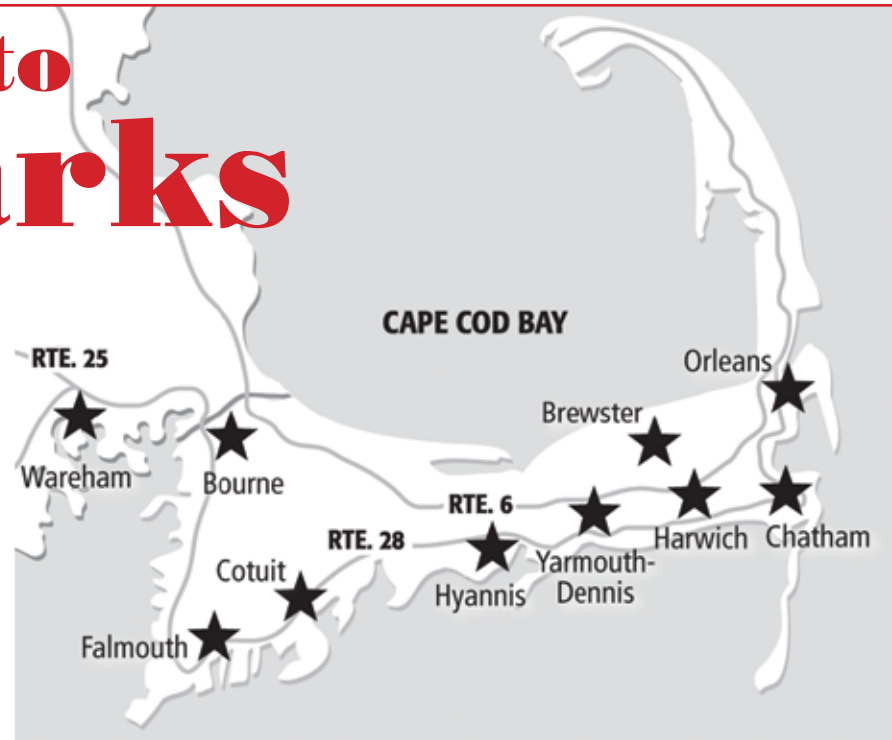 to
arks
CAPE COD BAY
RTE. 25
Orleans
Brewster
Wareham
Bourne
RTE. 6
RTE. 28
Harwich
Chatham
Yarmouth-
Dennis
Hyannis
Cotuit
Falmouth